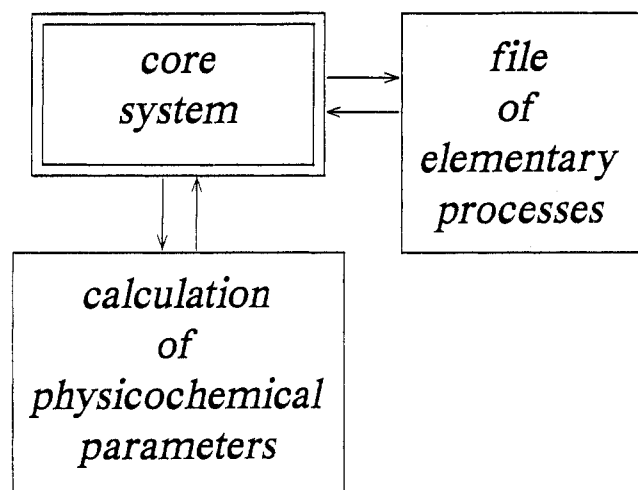 core
system
file
of
elementary
processes
calculation
of
physicochemical
parameters